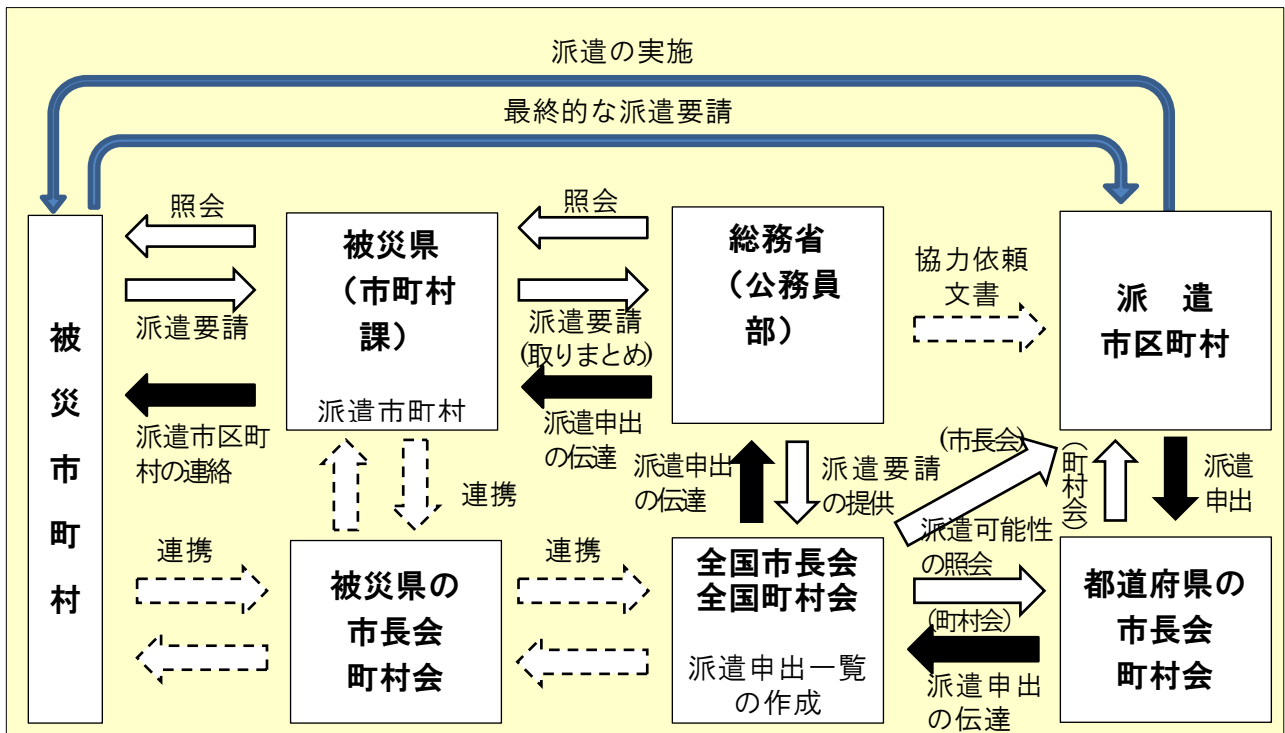 派遣の実施
最終的な派遣要請
照会
派遣要請
派遣市区町
村の連絡
被災市町村
被災県
（市町村
課）
派遣市町村
照会
派遣要請
(取りまとめ)
派遣申出
の伝達
総務省
（公務員
部）
協力依頼
文書
派　遣
市区町村
連携
派遣申出
の伝達
派遣要請
の提供
(市長会)
(町村会)
派遣
申出
連携
被災県の
市長会
町村会
連携
全国市長会
全国町村会
派遣申出一覧
の作成
派遣可能性
の照会
(町村会)
派遣申出
の伝達
都道府県の
市長会
町村会